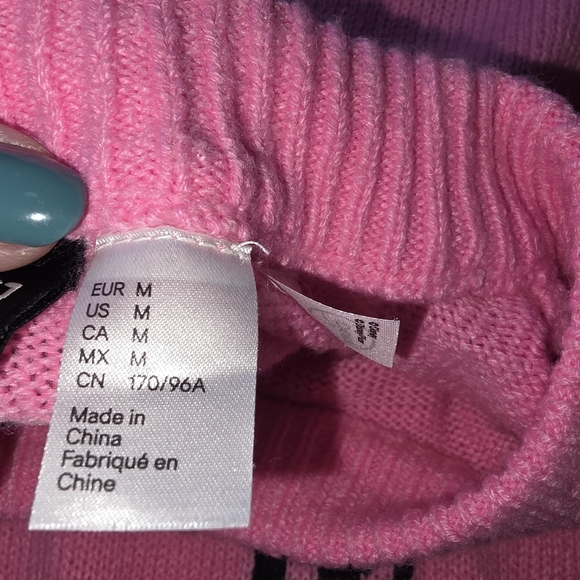 EUR M
US M
CA M
MX M
CN 170/96A
Made in
China
Fabriqué en
Chine